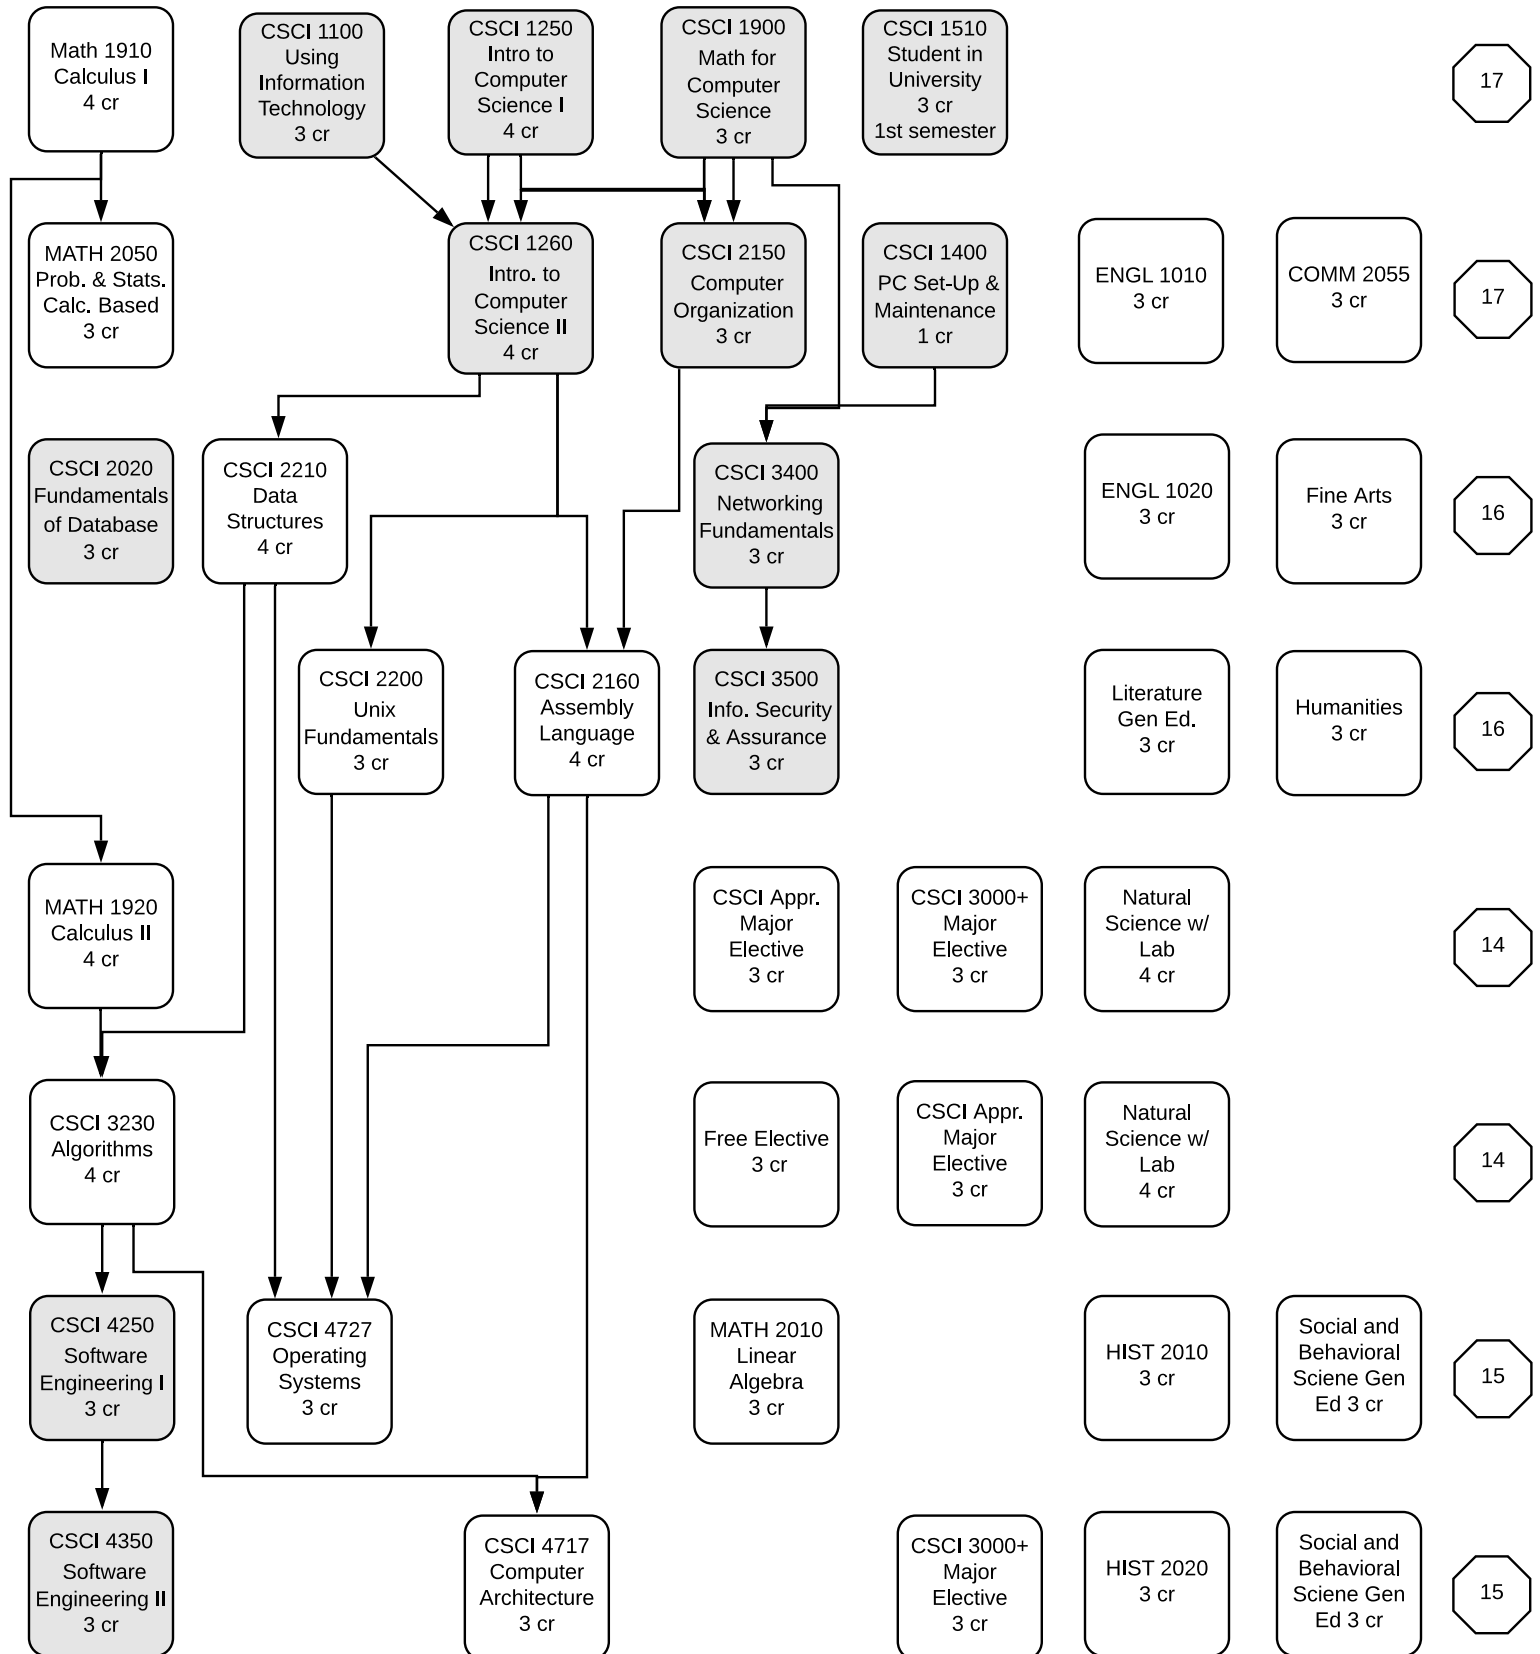 Math 1910
Calculus I
4 cr
CSCI 1100
Using
Information
Technology
3 cr
CSCI 1250
Intro to
Computer
Science I
4 cr
CSCI 1900
Math for
Computer
Science
3 cr
CSCI 1510
Student in
University
3 cr
1st semester
17
MATH 2050
Prob. & Stats.
Calc. Based
3 cr
CSCI 1260
Intro. to
Computer
Science II
4 cr
CSCI 2150
Computer
Organization
3 cr
CSCI 1400
PC Set-Up &
Maintenance
1 cr
ENGL 1010
3 cr
COMM 2055
3 cr
17
CSCI 2020
Fundamentals
of Database
3 cr
CSCI 2210
Data
Structures
4 cr
CSCI 3400
Networking
Fundamentals
3 cr
ENGL 1020
3 cr
Fine Arts
3 cr
16
CSCI 2200
Unix
Fundamentals
3 cr
CSCI 2160
Assembly
Language
4 cr
CSCI 3500
Info. Security
& Assurance
3 cr
Literature
Gen Ed.
3 cr
Humanities
3 cr
16
MATH 1920
Calculus II
4 cr
CSCI Appr.
Major
Elective
3 cr
CSCI 3000+
Major
Elective
3 cr
Natural
Science w/
Lab
4 cr
14
CSCI 3230
Algorithms
4 cr
Free Elective
3 cr
CSCI Appr.
Major
Elective
3 cr
Natural
Science w/
Lab
4 cr
14
CSCI 4250
Software
Engineering I
3 cr
CSCI 4727
Operating
Systems
3 cr
MATH 2010
Linear
Algebra
3 cr
HIST 2010
3 cr
Social and
Behavioral
Sciene Gen
Ed 3 cr
15
CSCI 4350
Software
Engineering II
3 cr
CSCI 4717
Computer
Architecture
3 cr
CSCI 3000+
Major
Elective
3 cr
HIST 2020
3 cr
Social and
Behavioral
Sciene Gen
Ed 3 cr
15